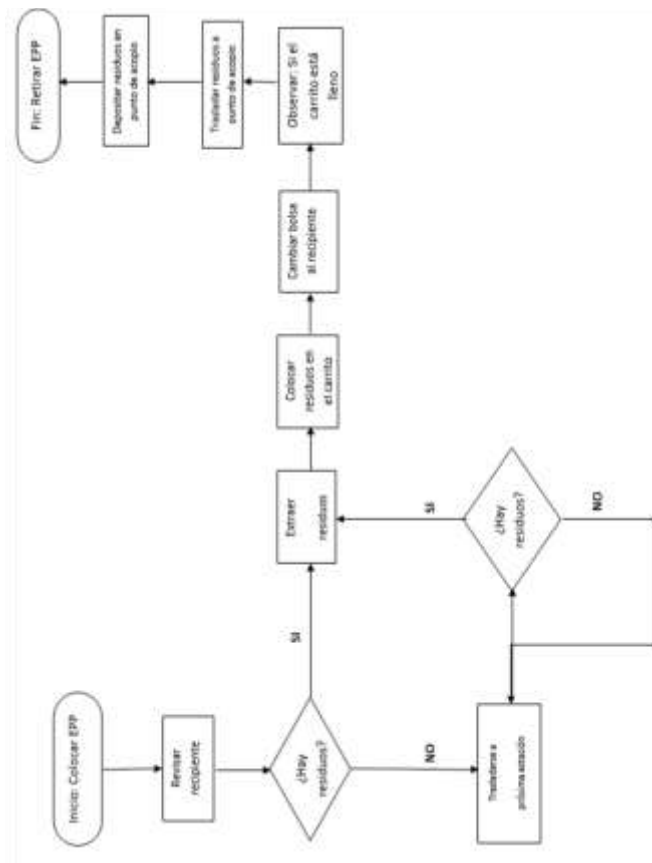 Inicio: Colocar EPP
Revisar
recipiente
¿Hay
residuos?
SI
NO
Trasladarse a
próxima estación
¿Hay
residuos?
SI
NO
Extraer
residuos
Colocar
residuos en
el carrito
Cambiar bolsa
al recipiente
Observar: Si el
carrito está
lleno
Trasladar residuos a
punto de acopio
Depositar residuos en
punto de acopio
Fin: Retirar EPP